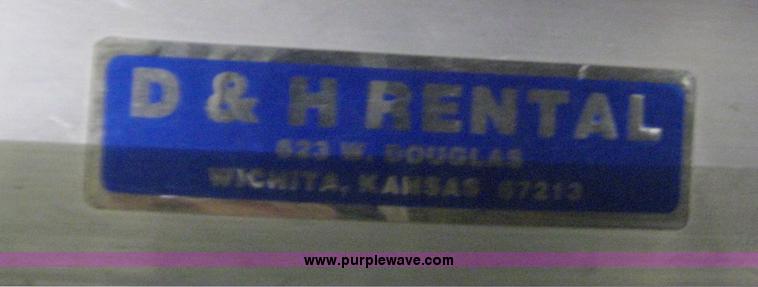 D & H RENTAL
623 W. DOUGLAS
WICHITA, KANSAS 67213
www.purplewave.com